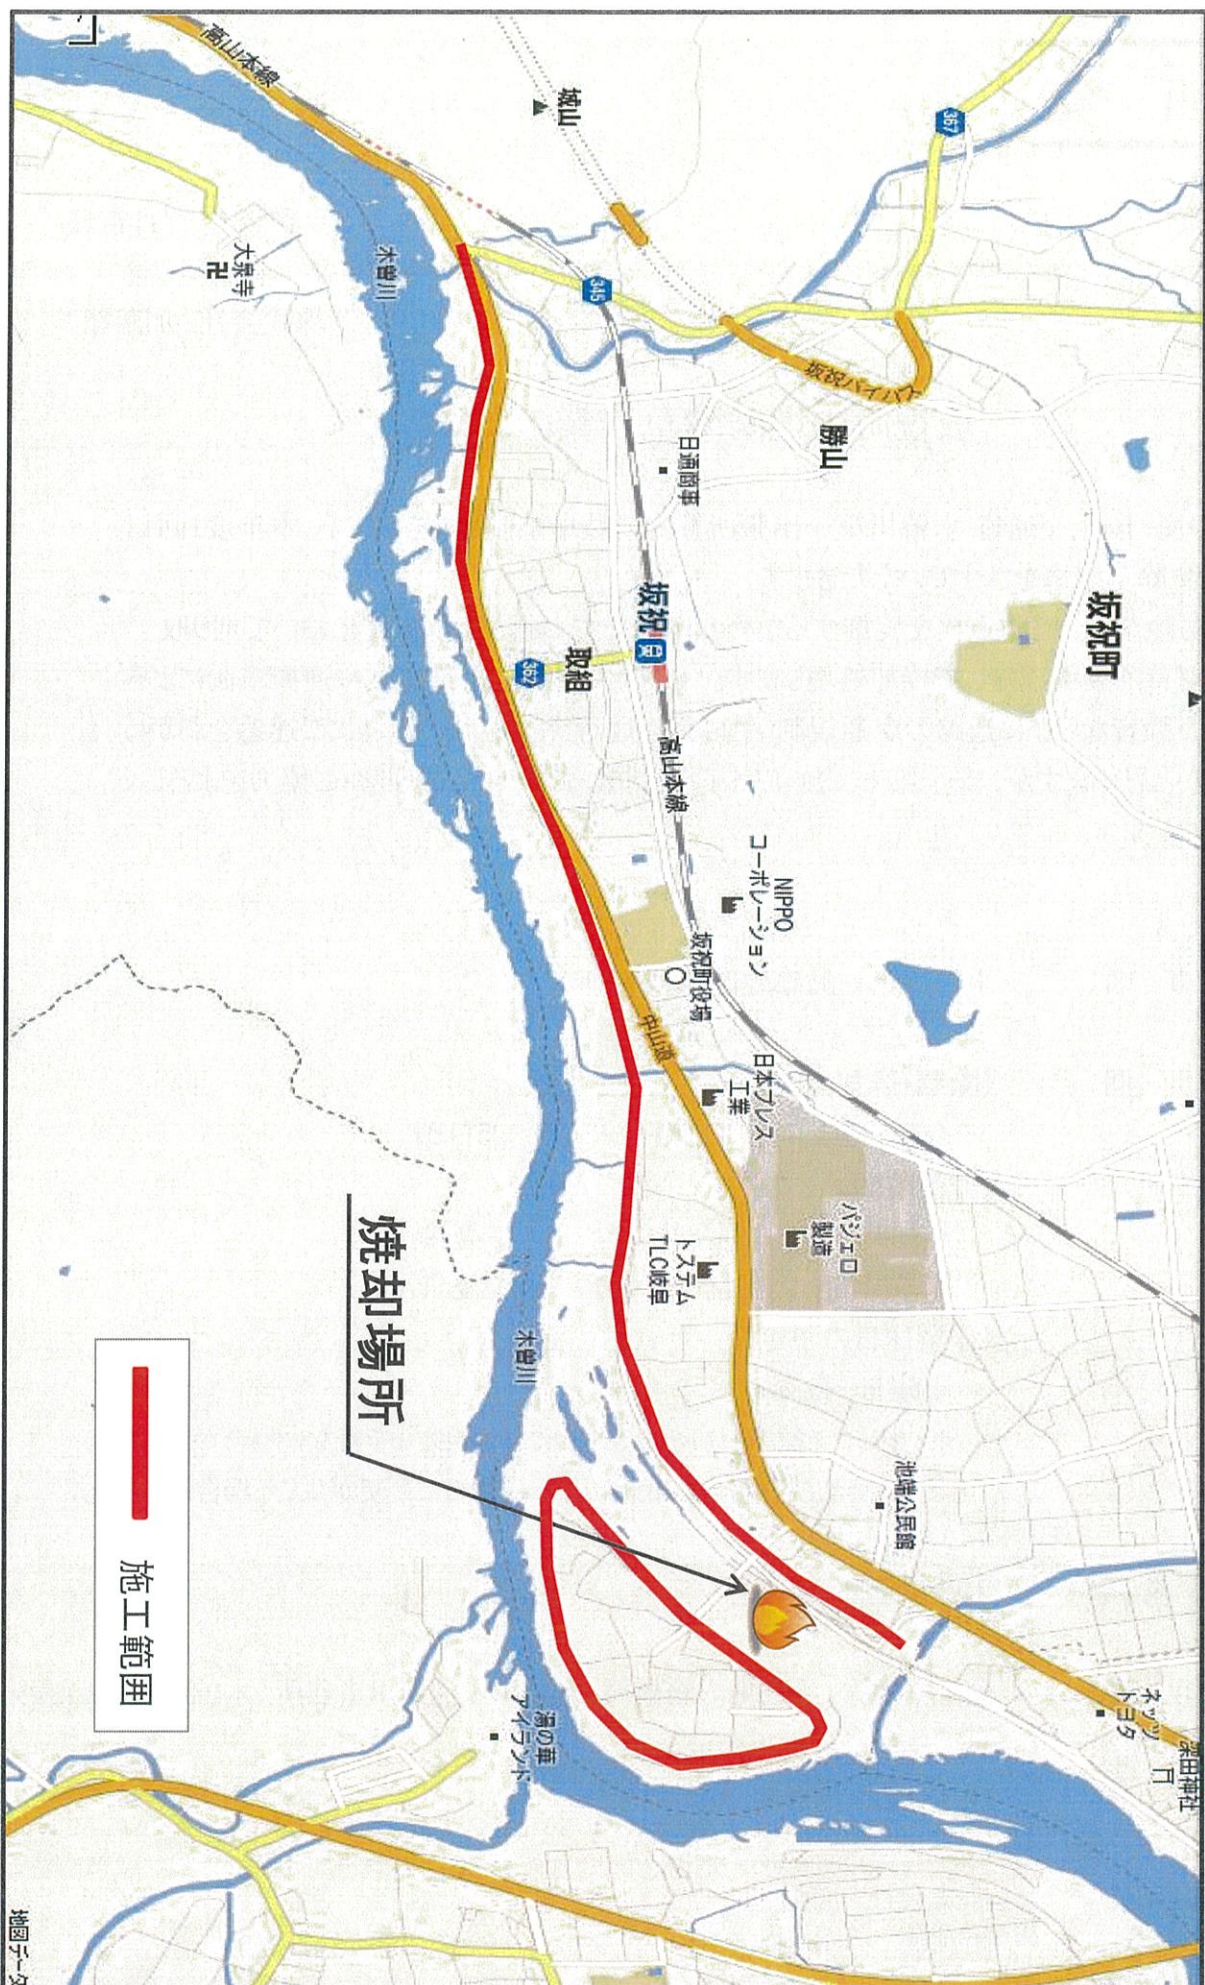 高山本線
城山
367
大泉寺
木曽川
345
坂祝バイパス
勝山
日通商事
坂祝町
坂祝
取組
362
高山本線
NIPPO
コーポレーション
坂祝町役場
中山道
日本プレス
工業
パジェロ
製造
トステム
TLC岐阜
木曽川
焼却場所
池端公民館
施工範囲
湯の華
アイランド
ネッツ
トヨタ
深田神社
地図データ